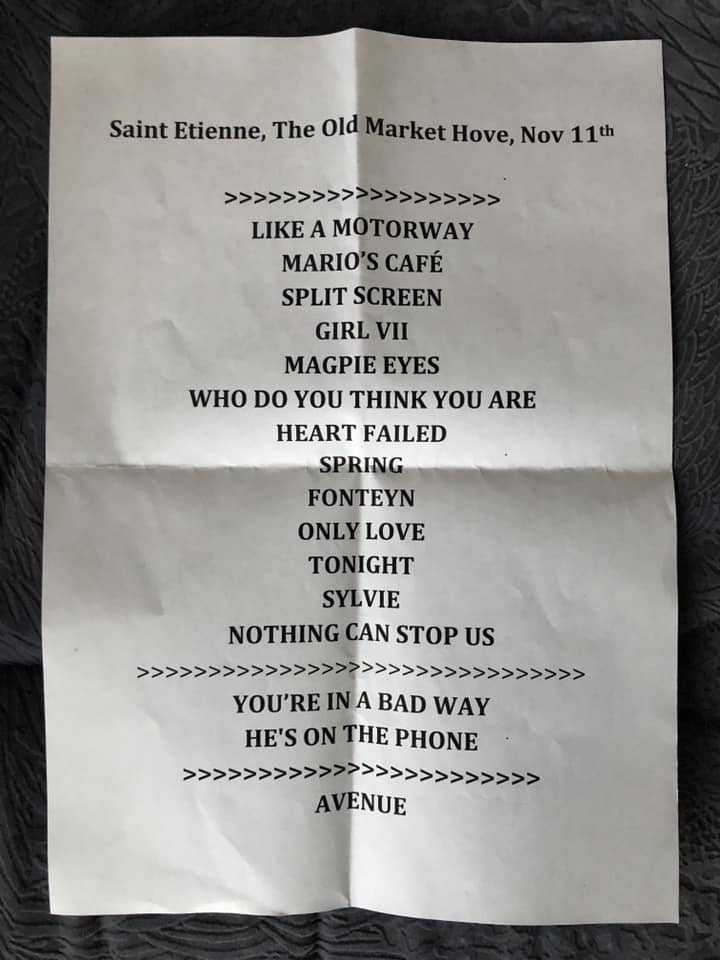 Saint Etienne, The Old Market Hove, Nov 11th
>>>>>>>>>>>>>>>>>>>
LIKE A MOTORWAY
MARIO'S CAFÉ
SPLIT SCREEN
GIRL VII
MAGPIE EYES
WHO DO YOU THINK YOU ARE
HEART FAILED
SPRING
FONTEYN
ONLY LOVE
TONIGHT
SYLVIE
NOTHING CAN STOP US
>>>>>>>>>>>>>>>>>>>>>>>>>>>>>>>
YOU’RE IN A BAD WAY
HE'S ON THE PHONE
>>>>>>>>>>>>>>>>>>>>>>>>
AVENUE